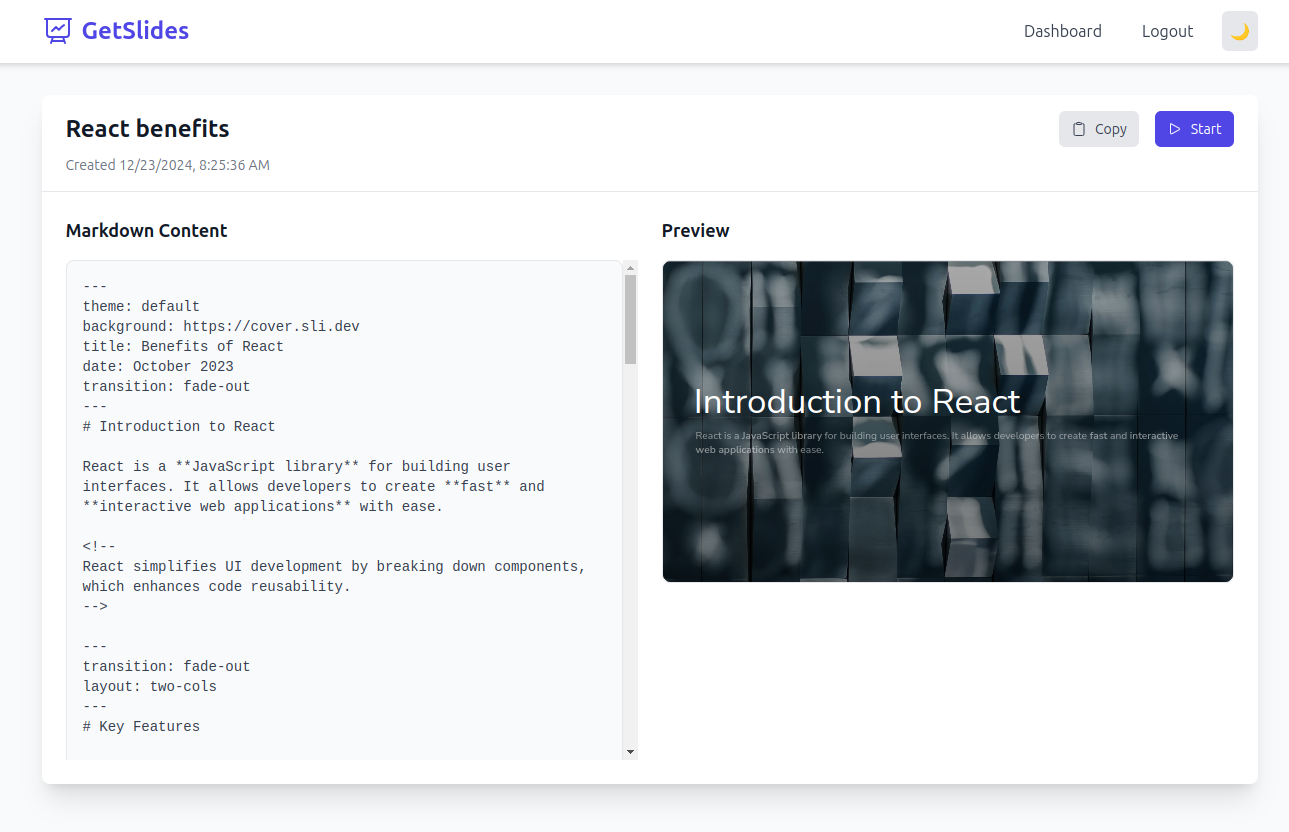 GetSlides
Dashboard
Logout
React benefits
Copy
Start
Created 12/23/2024, 8:25:36 AM
Markdown Content
---
theme: default
background: https://cover.sli.dev
title: Benefits of React
date: October 2023
transition: fade-out
---
# Introduction to React
React is a **JavaScript library** for building user
interfaces. It allows developers to create **fast** and
**interactive web applications** with ease.
<!--
React simplifies UI development by breaking down components,
which enhances code reusability.
-->
---
transition: fade-out
layout: two-cols
---
# Key Features
Preview
Introduction to React
React is a JavaScript library for building user interfaces. It allows developers to create fast and interactive
web applications with ease.